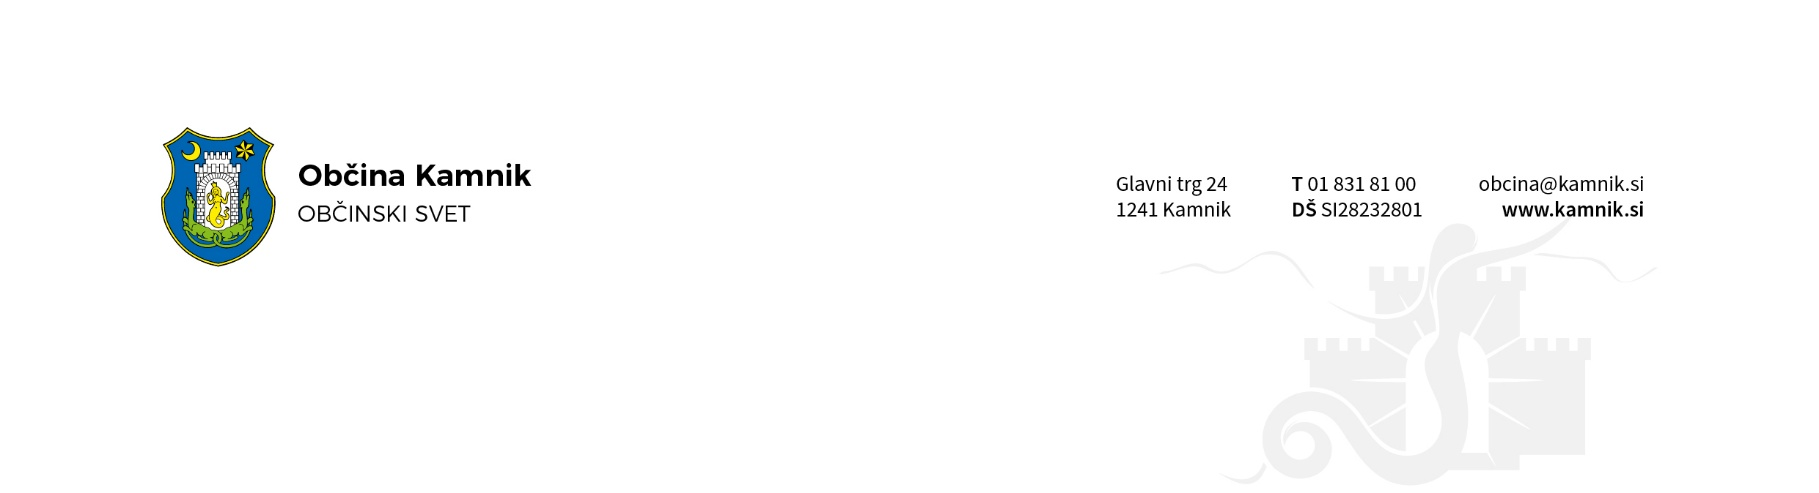 Občina Kamnik
OBČINSKI SVET
Glavni trg 24
1241 Kamnik
T 01 831 81 00
DŠ SI28232801
obcina@kamnik.si
www.kamnik.si